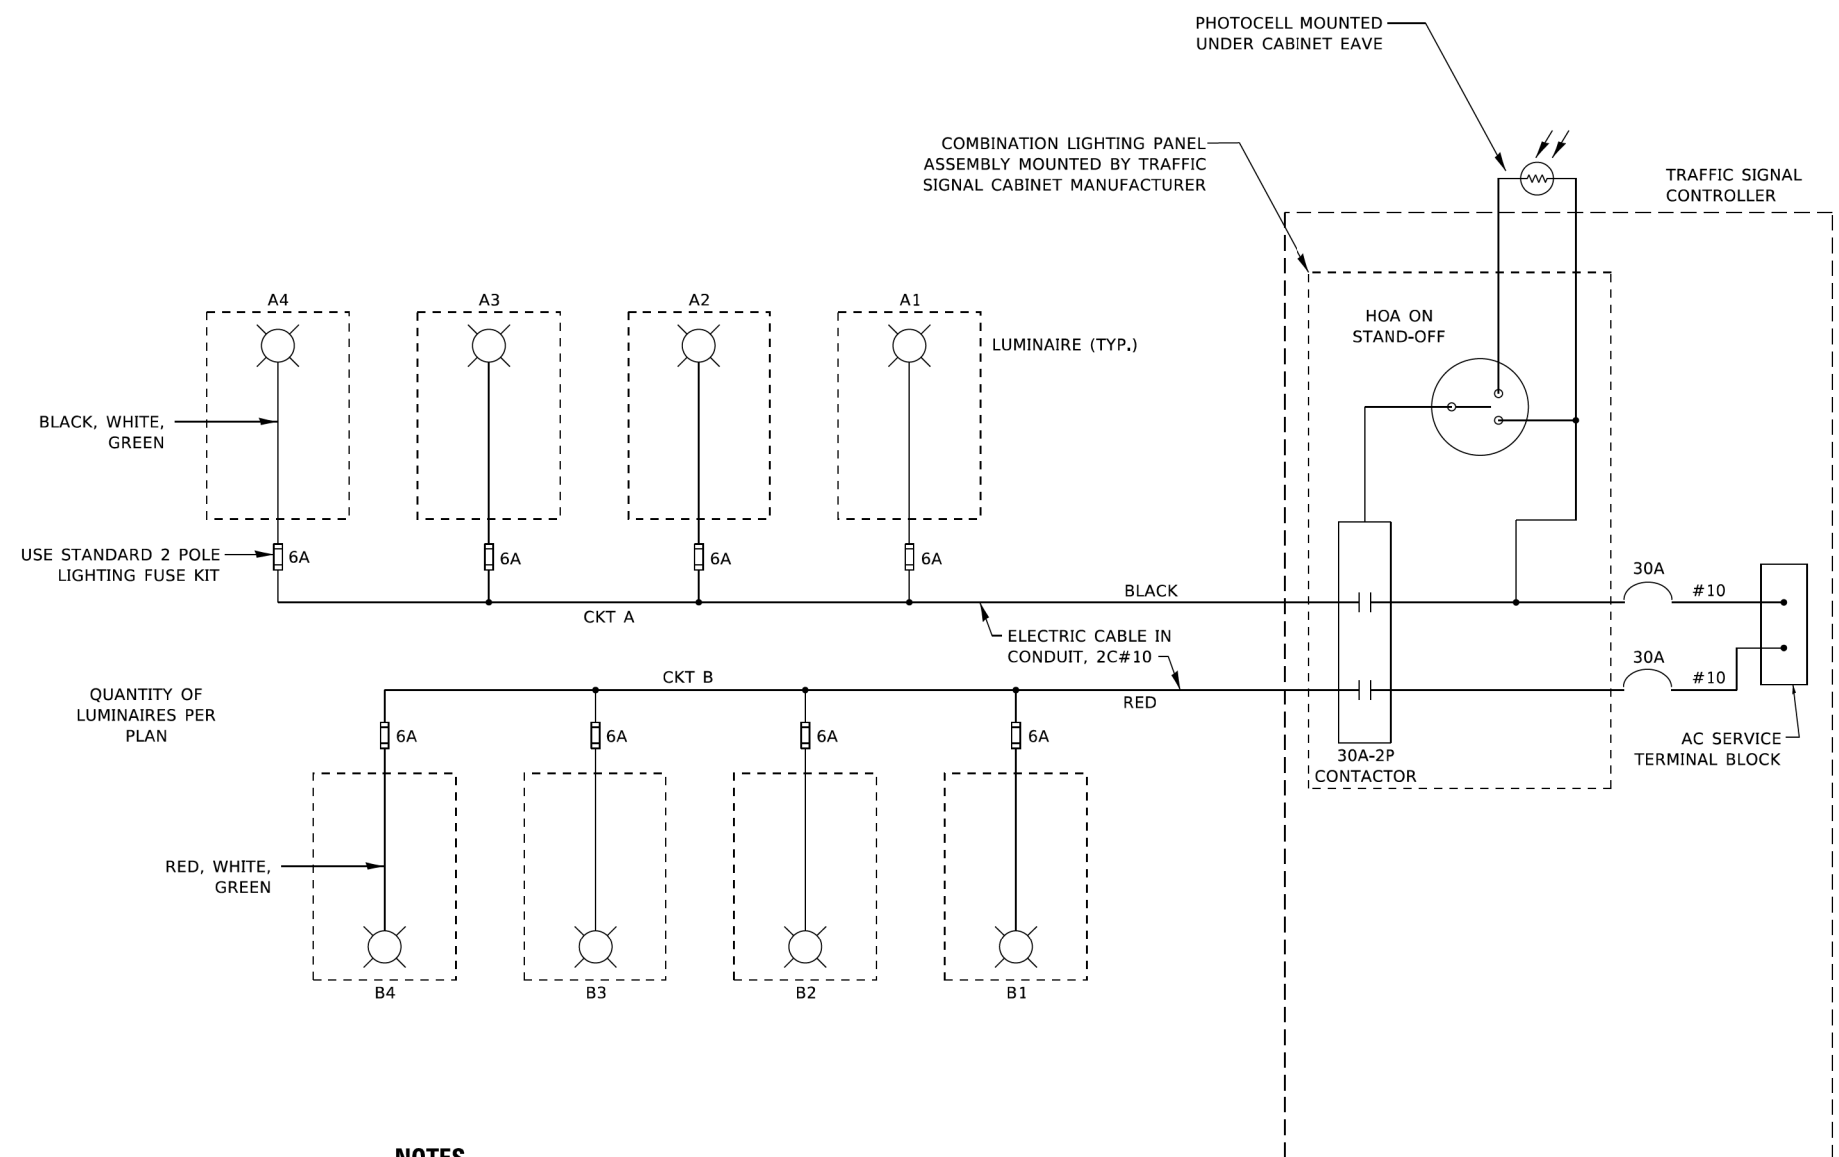 PHOTOCELL MOUNTED
UNDER CABINET EAVE
COMBINATION LIGHTING PANEL
ASSEMBLY MOUNTED BY TRAFFIC
SIGNAL CABINET MANUFACTURER
TRAFFIC SIGNAL
CONTROLLER
HOA ON
STAND-OFF
A4
A3
A2
A1
LUMINAIRE (TYP.)
BLACK, WHITE,
GREEN
USE STANDARD 2 POLE
LIGHTING FUSE KIT
6A
6A
6A
6A
CKT A
BLACK
30A
#10
ELECTRIC CABLE IN
CONDUIT, 2C#10
CKT B
RED
30A
#10
QUANTITY OF
LUMINAIRES PER
PLAN
6A
6A
6A
6A
30A-2P
CONTACTOR
AC SERVICE
TERMINAL BLOCK
RED, WHITE,
GREEN
B4
B3
B2
B1
NOTES